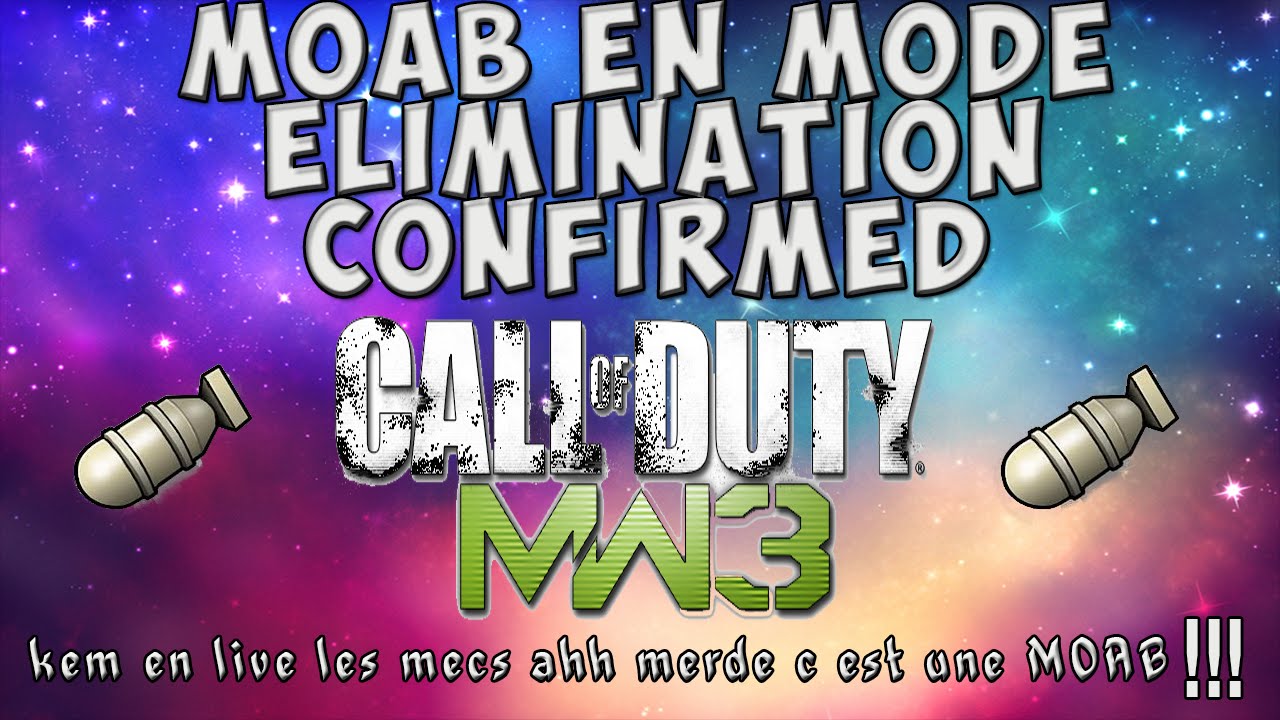 MOAB EN MODE
ELIMINATION
CONFIRMED
CALL OF DUTY®
MW3
kem en live les mecs ahh merde c est une MOAB !!!